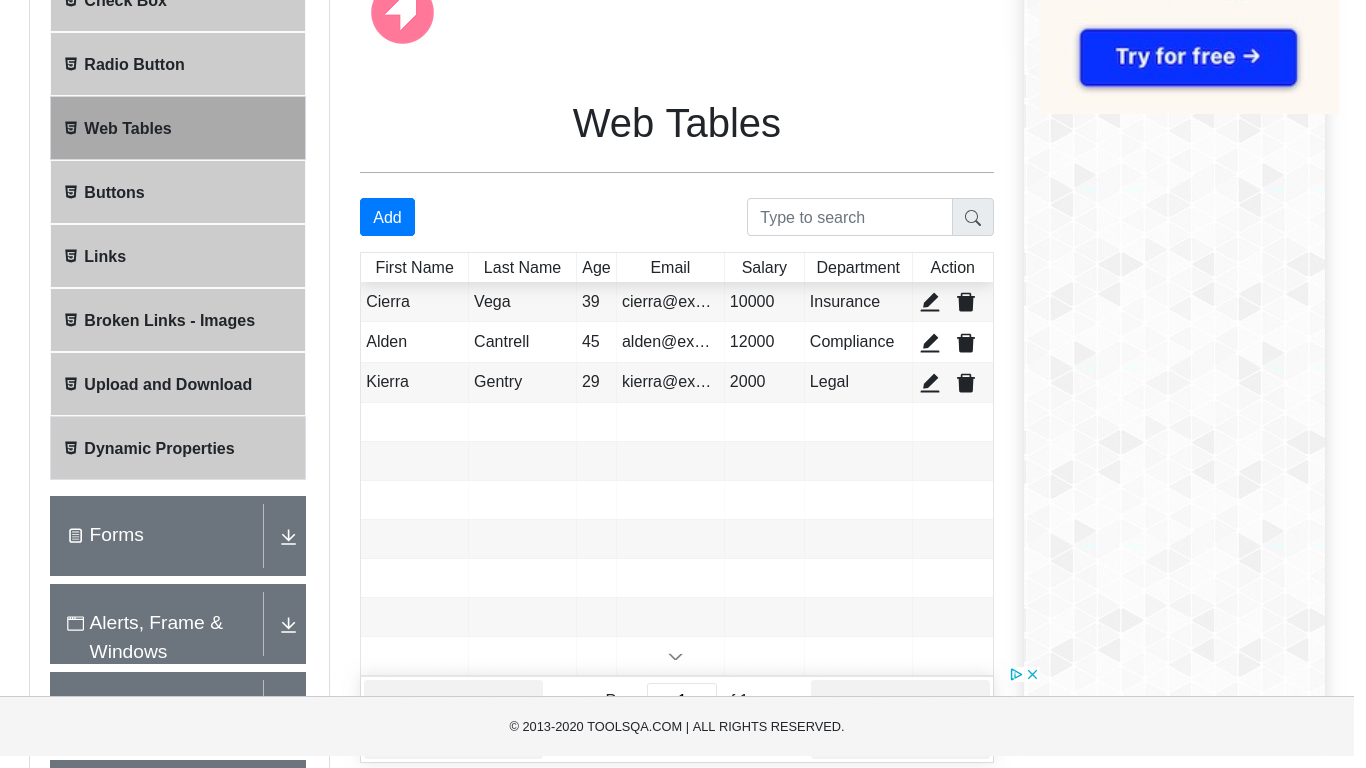 Check Box
Radio Button
Web Tables
Buttons
Links
Broken Links - Images
Upload and Download
Dynamic Properties
Forms
Alerts, Frame &
Windows
Web Tables
Add
Type to search
First Name Last Name Age Email Salary Department Action
Cierra Vega 39 cierra@ex... 10000 Insurance
Alden Cantrell 45 alden@ex... 12000 Compliance
Kierra Gentry 29 kierra@ex... 2000 Legal
Try for free →
© 2013-2020 TOOLSQA.COM | ALL RIGHTS RESERVED.